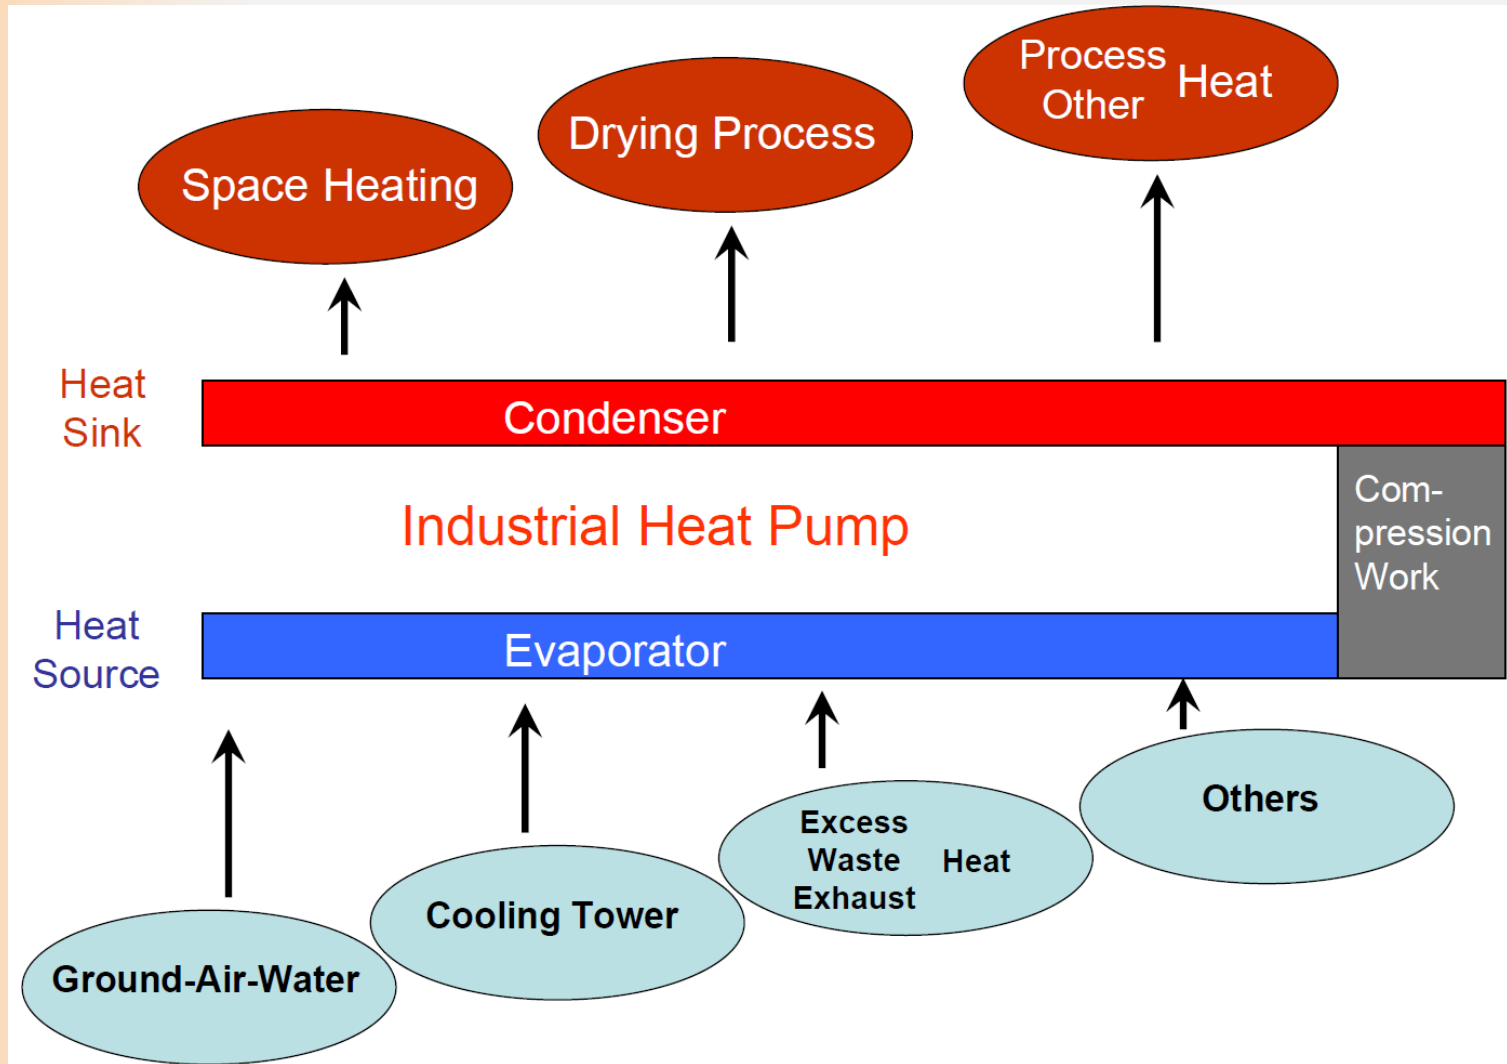 Space Heating
Drying Process
Process
Other
Heat
Heat
Sink
Condenser
Industrial Heat Pump
Com-
pression
Work
Heat
Source
Evaporator
Ground-Air-Water
Cooling Tower
Excess
Waste
Exhaust
Heat
Others